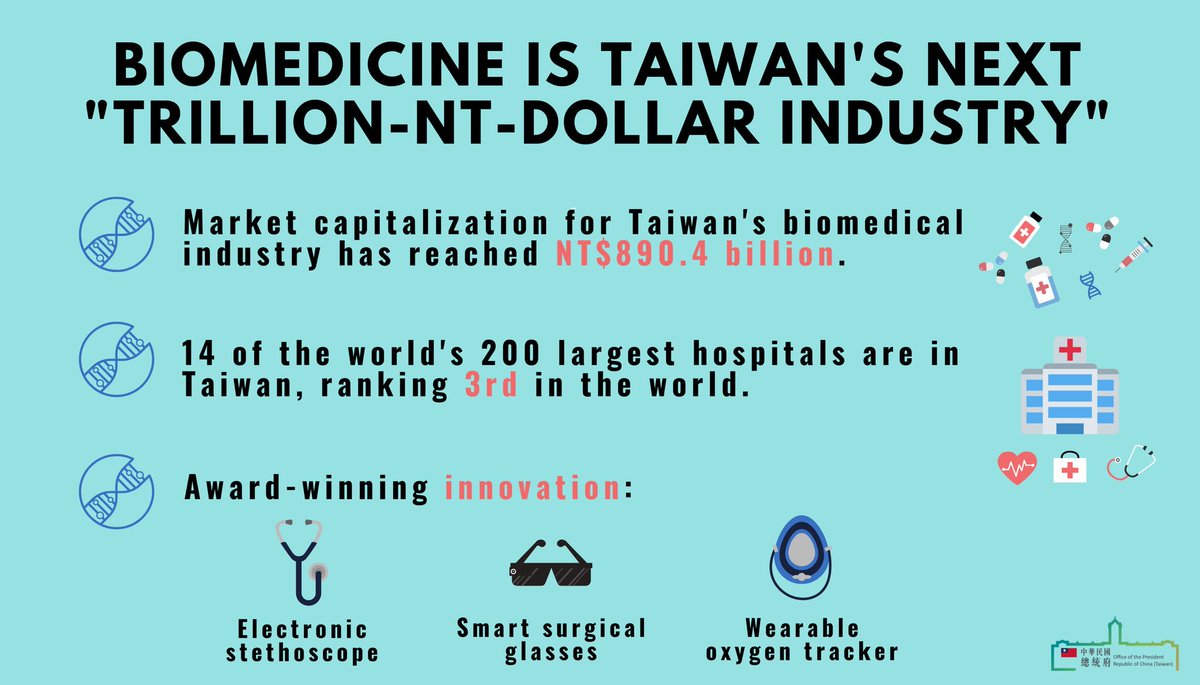 BIOMEDICINE IS TAIWAN'S NEXT
"TRILLION-NT-DOLLAR INDUSTRY"
Market capitalization for Taiwan's biomedical
industry has reached NT$890.4 billion.
14 of the world's 200 largest hospitals are in
Taiwan, ranking 3rd in the world.
Award-winning innovation:
Electronic
stethoscope
Smart surgical
glasses
Wearable
oxygen tracker
中華民國
總統府
Office of the President
Republic of China (Taiwan)